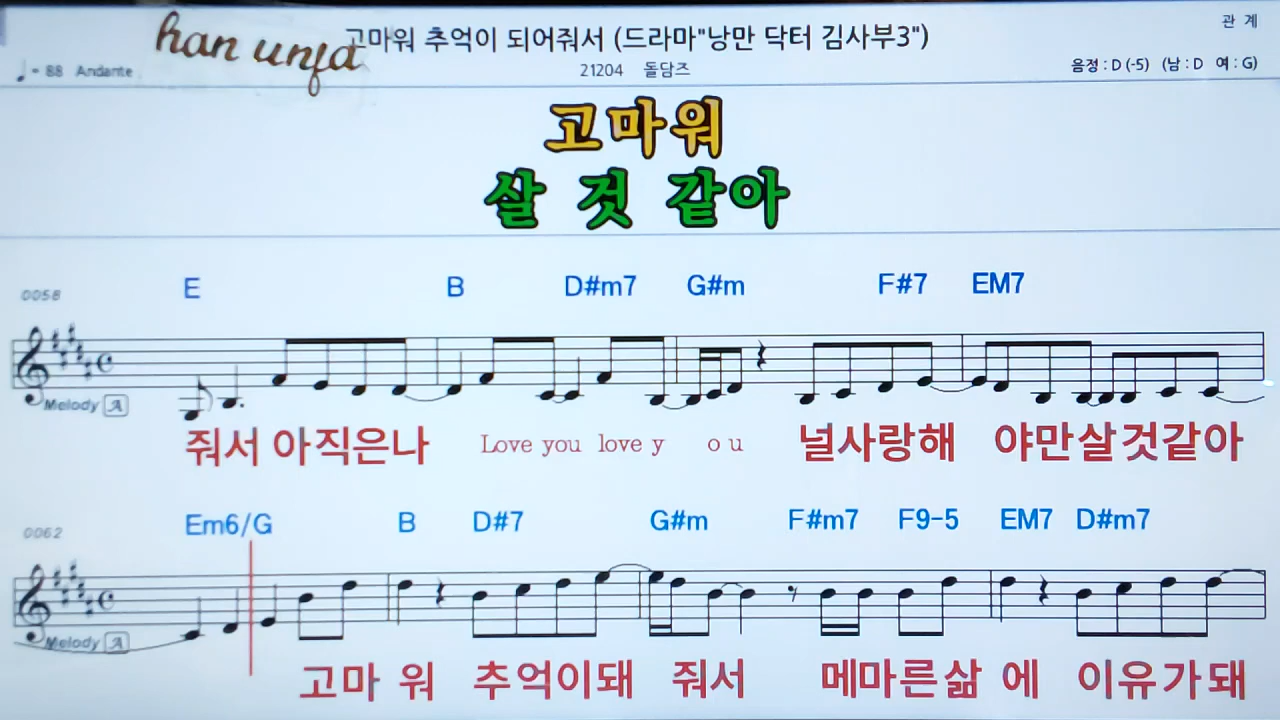 han unja
고마워 추억이 되어줘서 (드라마"낭만 닥터 김사부3")
관 계
♩= 88 Andante
21204 돌담즈
음정 : D (-5) (남 : D 여 : G)
고마워
살 것 같아
0058
E B D#m7 G#m F#7 EM7
Melody A
줘서 아직은나 Love you love y o u 널사랑해 야만살것같아
0062
Em6/G B D#7 G#m F#m7 F9-5 EM7 D#m7
Melody A
고마 워 추억이돼 줘서 메마른삶 에 이유가돼